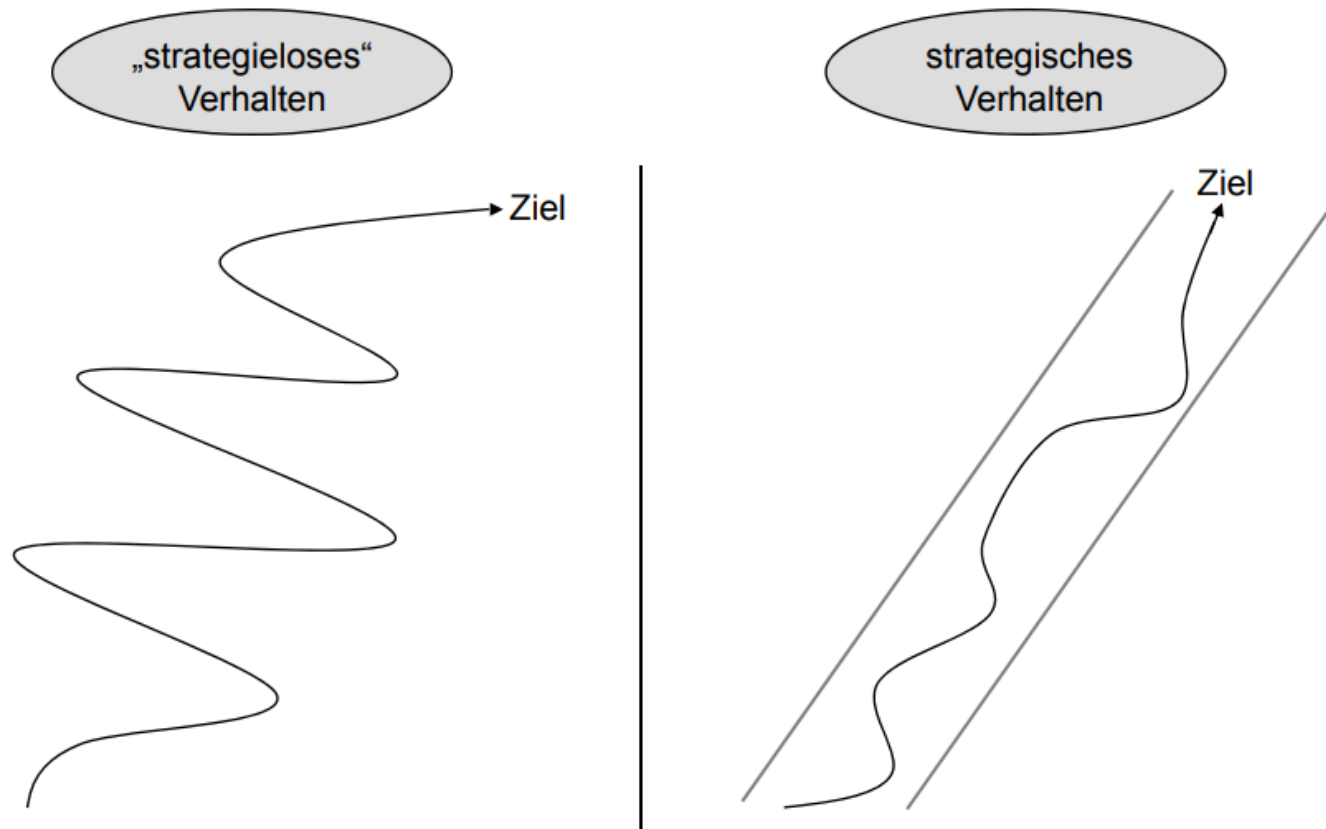 „strategieloses“
Verhalten
strategisches
Verhalten
Ziel
Ziel